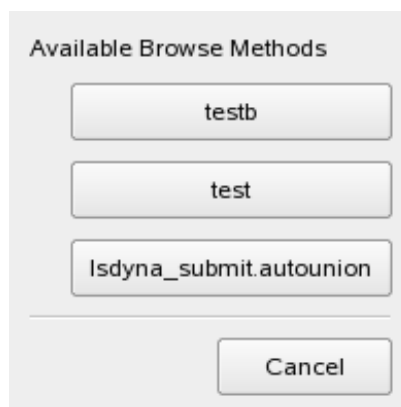 Available Browse Methods
testb
test
lsdyna_submit.autounion
Cancel